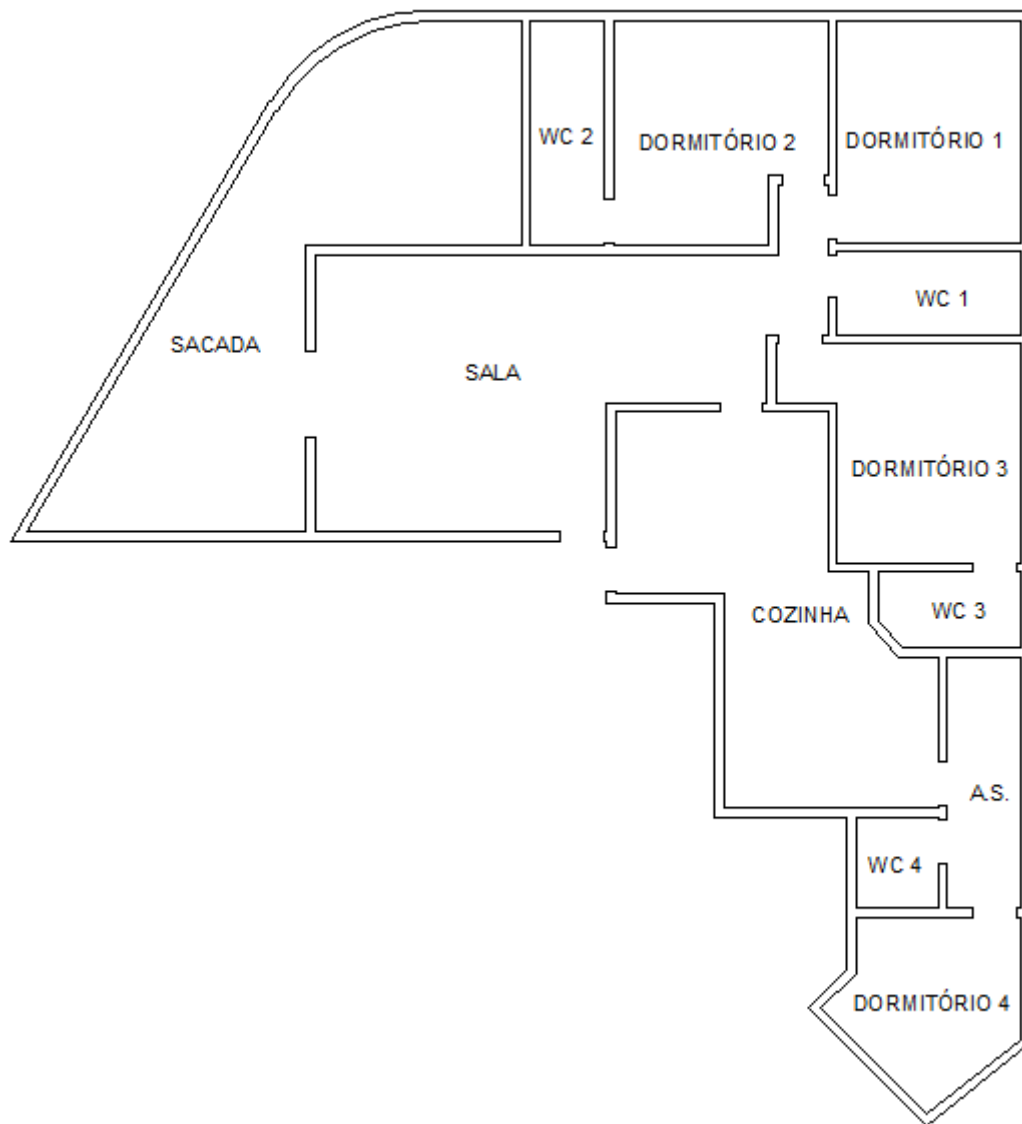 WC 2
DORMITÓRIO 2
DORMITÓRIO 1
WC 1
SACADA
SALA
DORMITÓRIO 3
COZINHA
WC 3
A.S.
WC 4
DORMITÓRIO 4